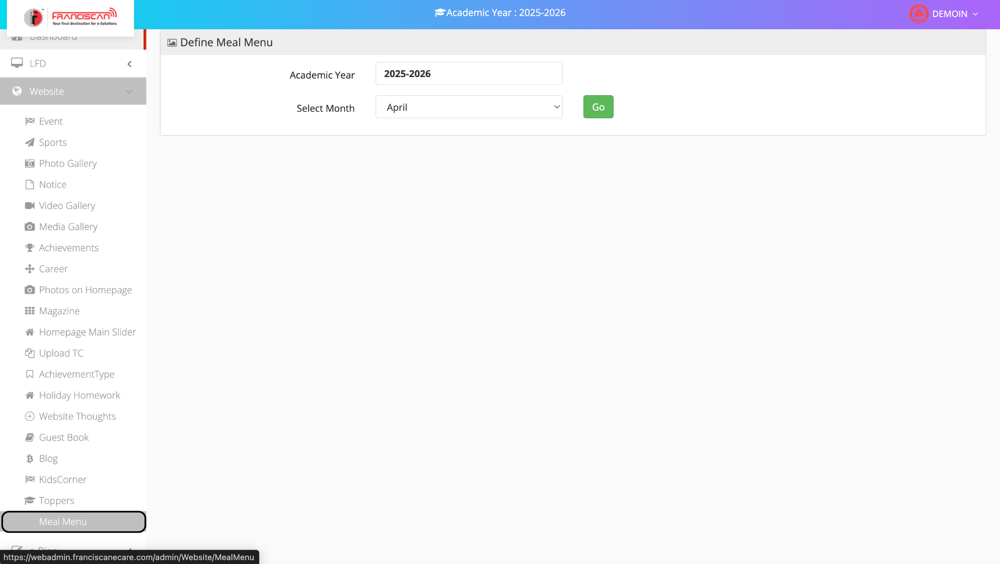 FRANCISCAN
Your final destination for e-Solutions
Academic Year : 2025-2026
DEMOIN
Dashboard
LFD
Website
Event
Sports
Photo Gallery
Notice
Video Gallery
Media Gallery
Achievements
Career
Photos on Homepage
Magazine
Homepage Main Slider
Upload TC
AchievementType
Holiday Homework
Website Thoughts
Guest Book
Blog
KidsCorner
Toppers
Meal Menu
Define Meal Menu
Academic Year
2025-2026
Select Month
April
Go
https://webadmin.franciscanecare.com/admin/Website/MealMenu